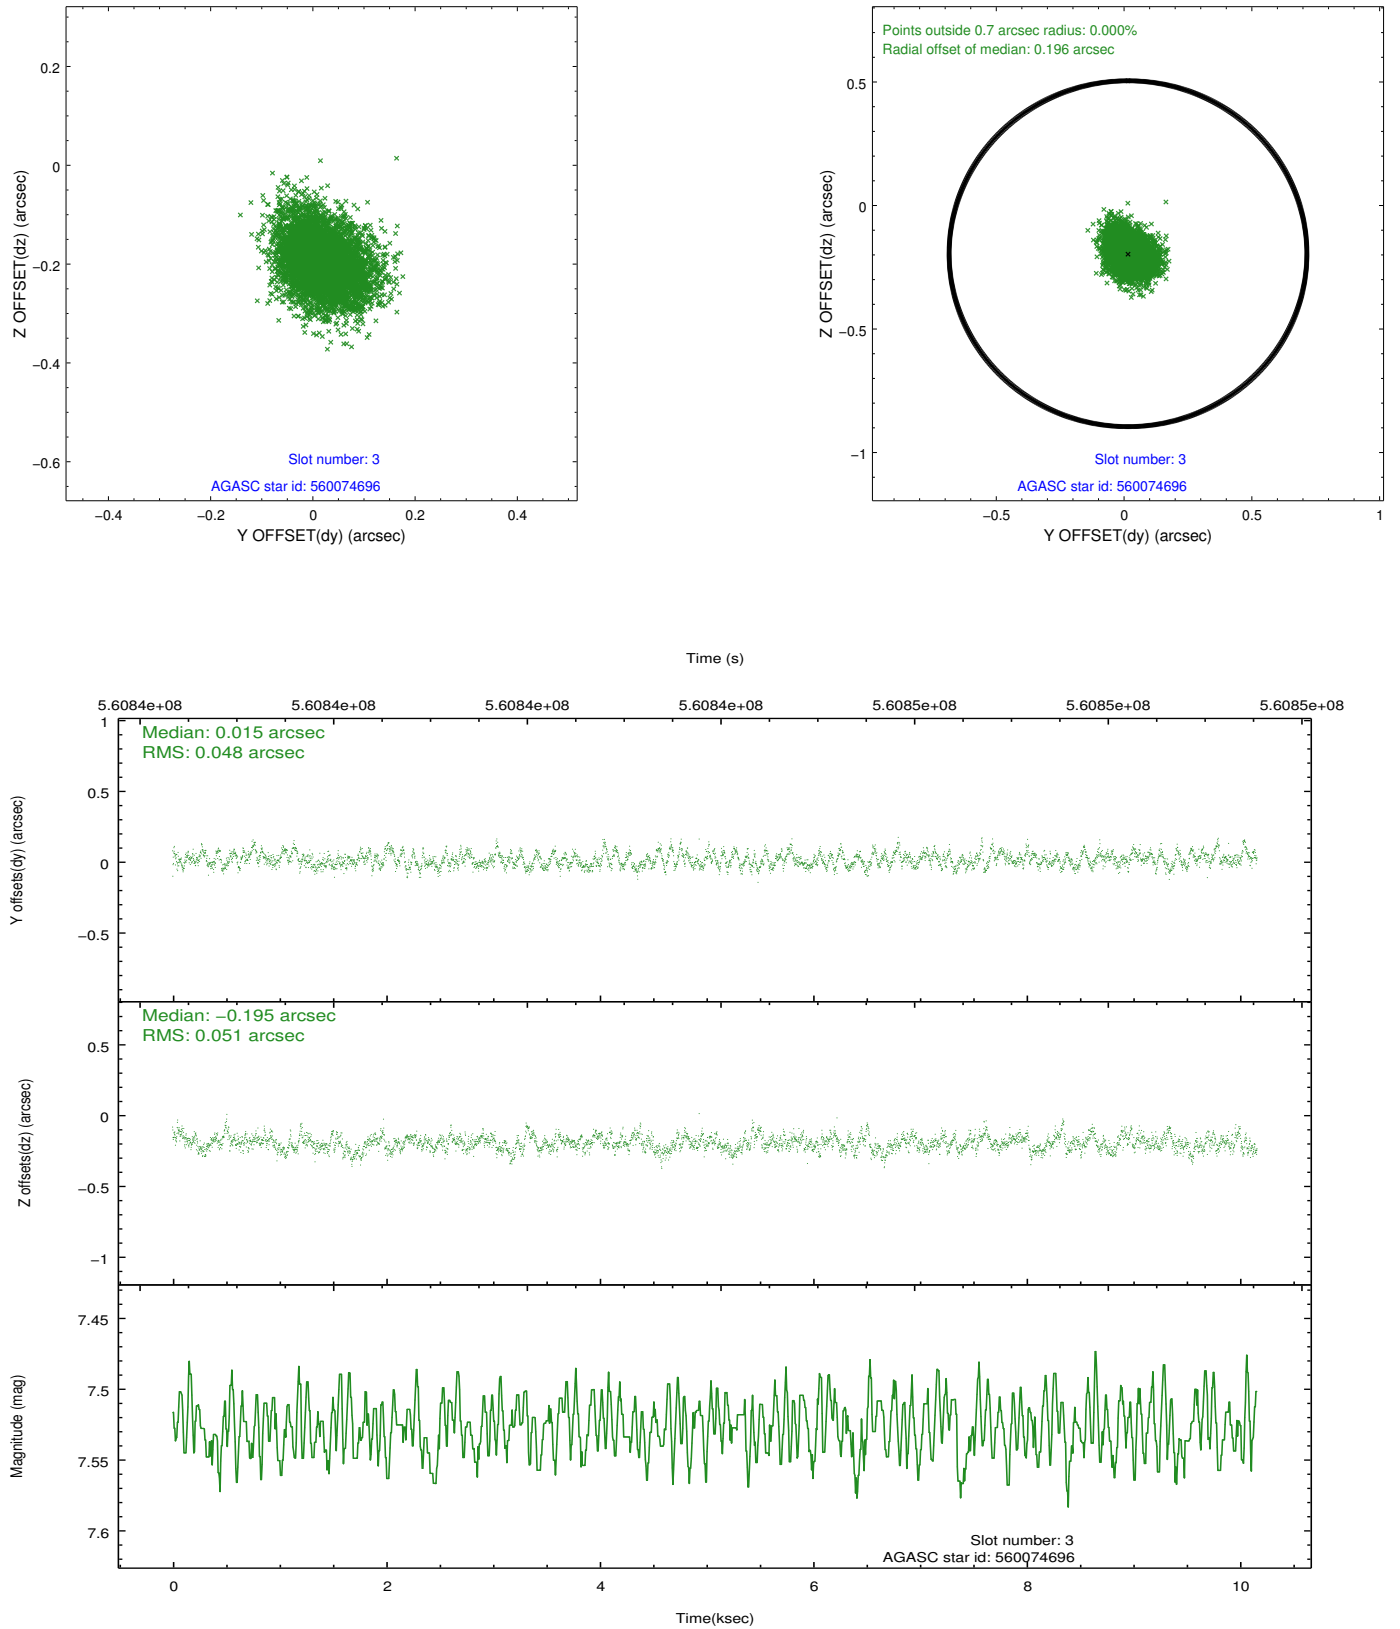 0.2
0
−0.2
−0.4
−0.6
Z OFFSET(dz) (arcsec)
Slot number: 3
AGASC star id: 560074696
−0.4
−0.2
0
0.2
0.4
Y OFFSET(dy) (arcsec)
Points outside 0.7 arcsec radius: 0.000%
Radial offset of median: 0.196 arcsec
0.5
0
−0.5
−1
Z OFFSET(dz) (arcsec)
Slot number: 3
AGASC star id: 560074696
−0.5
0
0.5
1
Y OFFSET(dy) (arcsec)
Time (s)
5.6084e+08
5.6084e+08
5.6084e+08
5.6084e+08
5.6085e+08
5.6085e+08
5.6085e+08
1
0.5
0
−0.5
Y offsets(dy) (arcsec)
Median: 0.015 arcsec
RMS: 0.048 arcsec
0.5
0
−0.5
−1
Z offsets(dz) (arcsec)
Median: −0.195 arcsec
RMS: 0.051 arcsec
7.45
7.5
7.55
7.6
Magnitude (mag)
Slot number: 3
AGASC star id: 560074696
0
2
4
6
8
10
Time(ksec)